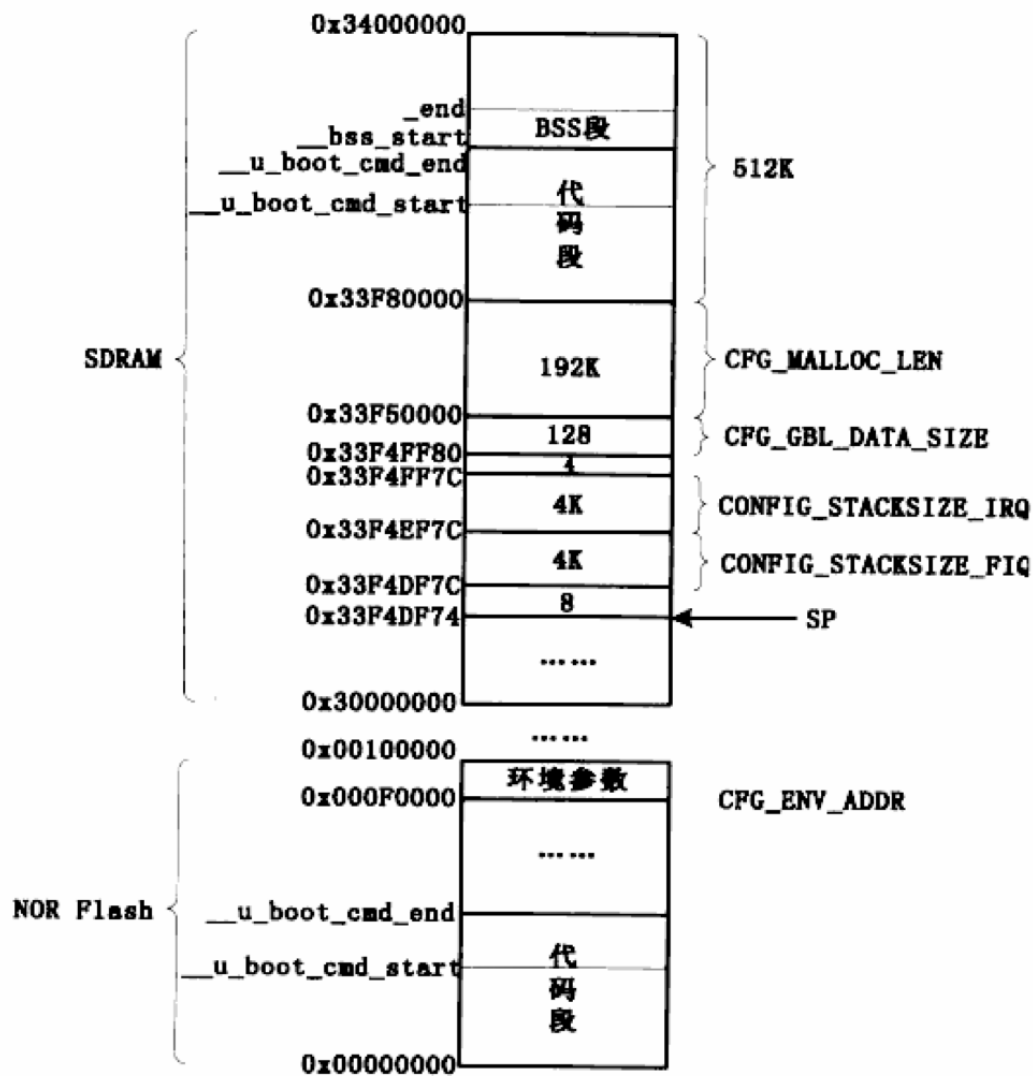 0x34000000
_end
BSS段
__bss_start
__u_boot_cmd_end
512K
__u_boot_cmd_start
代
码
段
0x33F80000
SDRAM
192K
CFG_MALLOC_LEN
0x33F50000
128
CFG_GBL_DATA_SIZE
0x33F4FF80
4
0x33F4FF7C
4K
CONFIG_STACKSIZE_IRQ
0x33F4EF7C
4K
CONFIG_STACKSIZE_FIQ
0x33F4DF7C
8
0x33F4DF74
SP
……
0x30000000
……
0x00100000
环境参数
0x000F0000
CFG_ENV_ADDR
……
NOR Flash
__u_boot_cmd_end
__u_boot_cmd_start
代
码
段
0x00000000